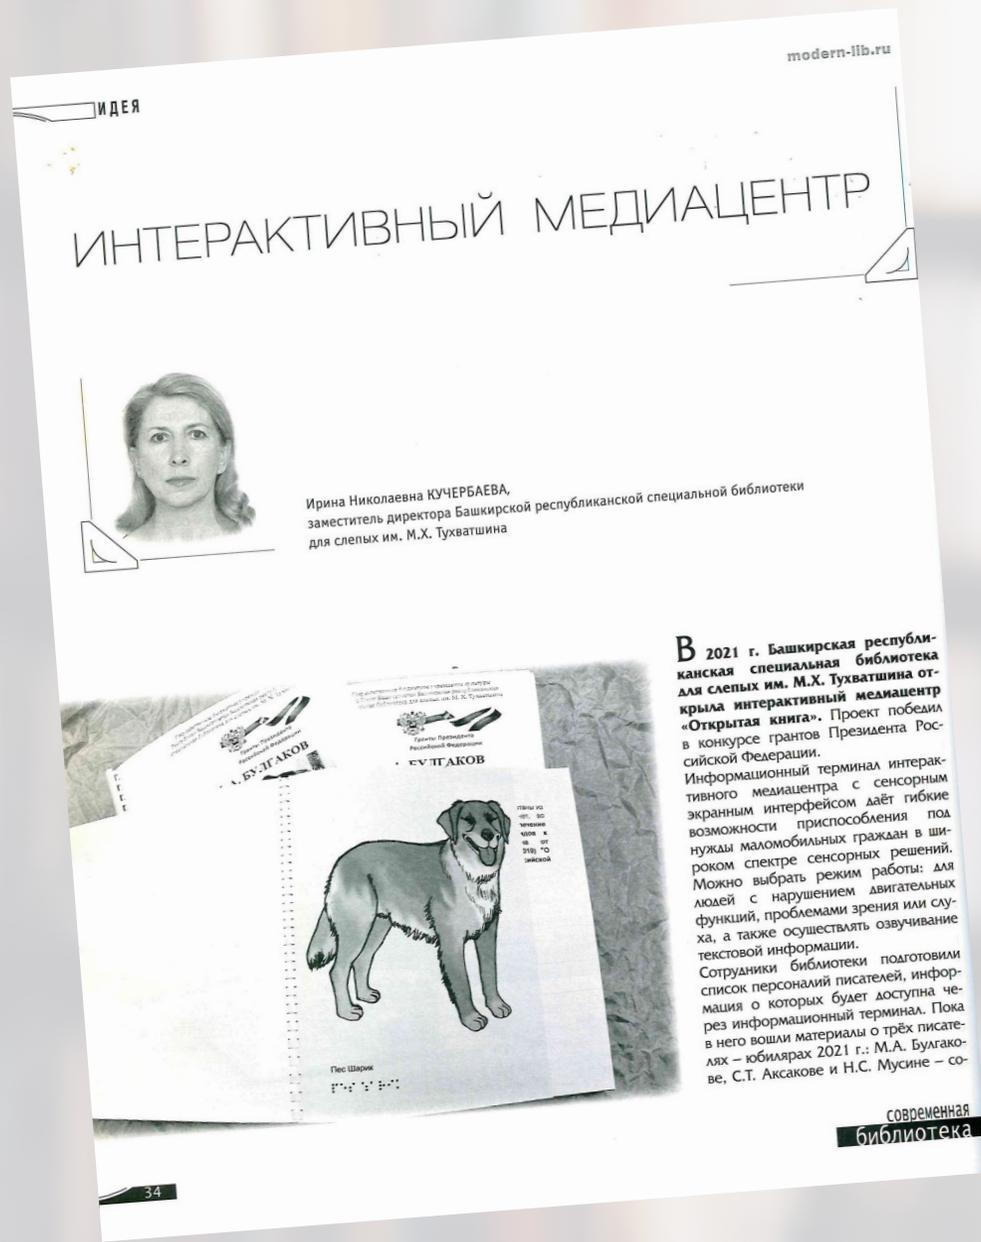 modern-lib.ru
ИДЕЯ
ИНТЕРАКТИВНЫЙ МЕДИАЦЕНТР
Ирина Николаевна КУЧЕРБАЕВА,
заместитель директора Башкирской республиканской специальной библиотеки
для слепых им. М.Х. Тухватшина
Гранты Президента
Российской Федерации
А. БУЛГАКОВ
Гранты Президента
Российской Федерации
БУЛГАКОВ
Пес Шарик
В 2021 г. Башкирская республи-
канская специальная библиотека
для слепых им. М.Х. Тухватшина от-
крыла интерактивный медиацентр
«Открытая книга». Проект победил
в конкурсе грантов Президента Рос-
сийской Федерации.
Информационный терминал интерак-
тивного медиацентра с сенсорным
экранным интерфейсом даёт гибкие
возможности приспособления под
нужды маломобильных граждан в ши-
роком спектре сенсорных решений.
Можно выбрать режим работы: для
людей с нарушением двигательных
функций, проблемами зрения или слу-
ха, а также осуществлять озвучивание
текстовой информации.
Сотрудники библиотеки подготовили
список персоналий писателей, инфор-
мация о которых будет доступна че-
рез информационный терминал. Пока
в него вошли материалы о трёх писате-
лях – юбилярах 2021 г.: М.А. Булгако-
ве, С.Т. Аксакове и Н.С. Мусине – со-
современная
библиотека
34